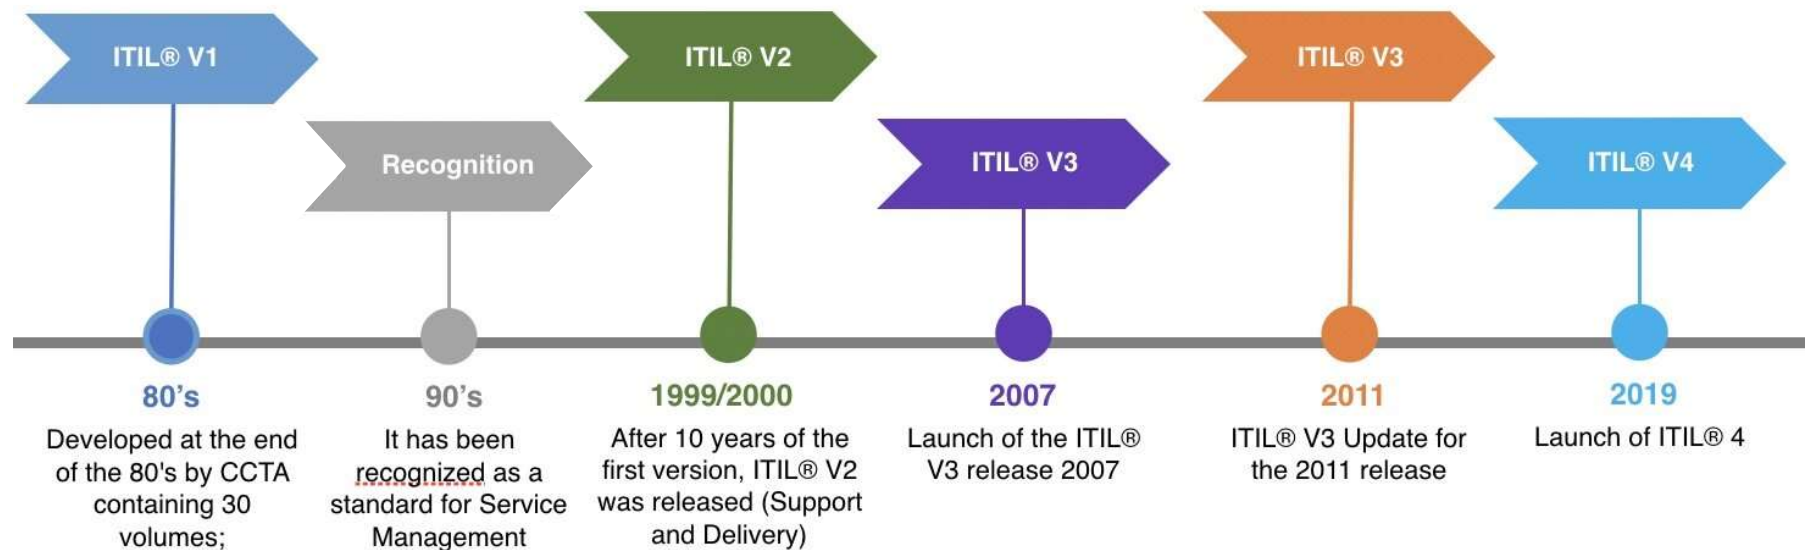 ITIL® V1
ITIL® V2
ITIL® V3
Recognition
ITIL® V3
ITIL® V4
80’s
90’s
1999/2000
2007
2011
2019
Developed at the end
of the 80's by CCTA
containing 30
volumes;
It has been
recognized as a
standard for Service
Management
After 10 years of the
first version, ITIL® V2
was released (Support
and Delivery)
Launch of the ITIL®
V3 release 2007
ITIL® V3 Update for
the 2011 release
Launch of ITIL® 4